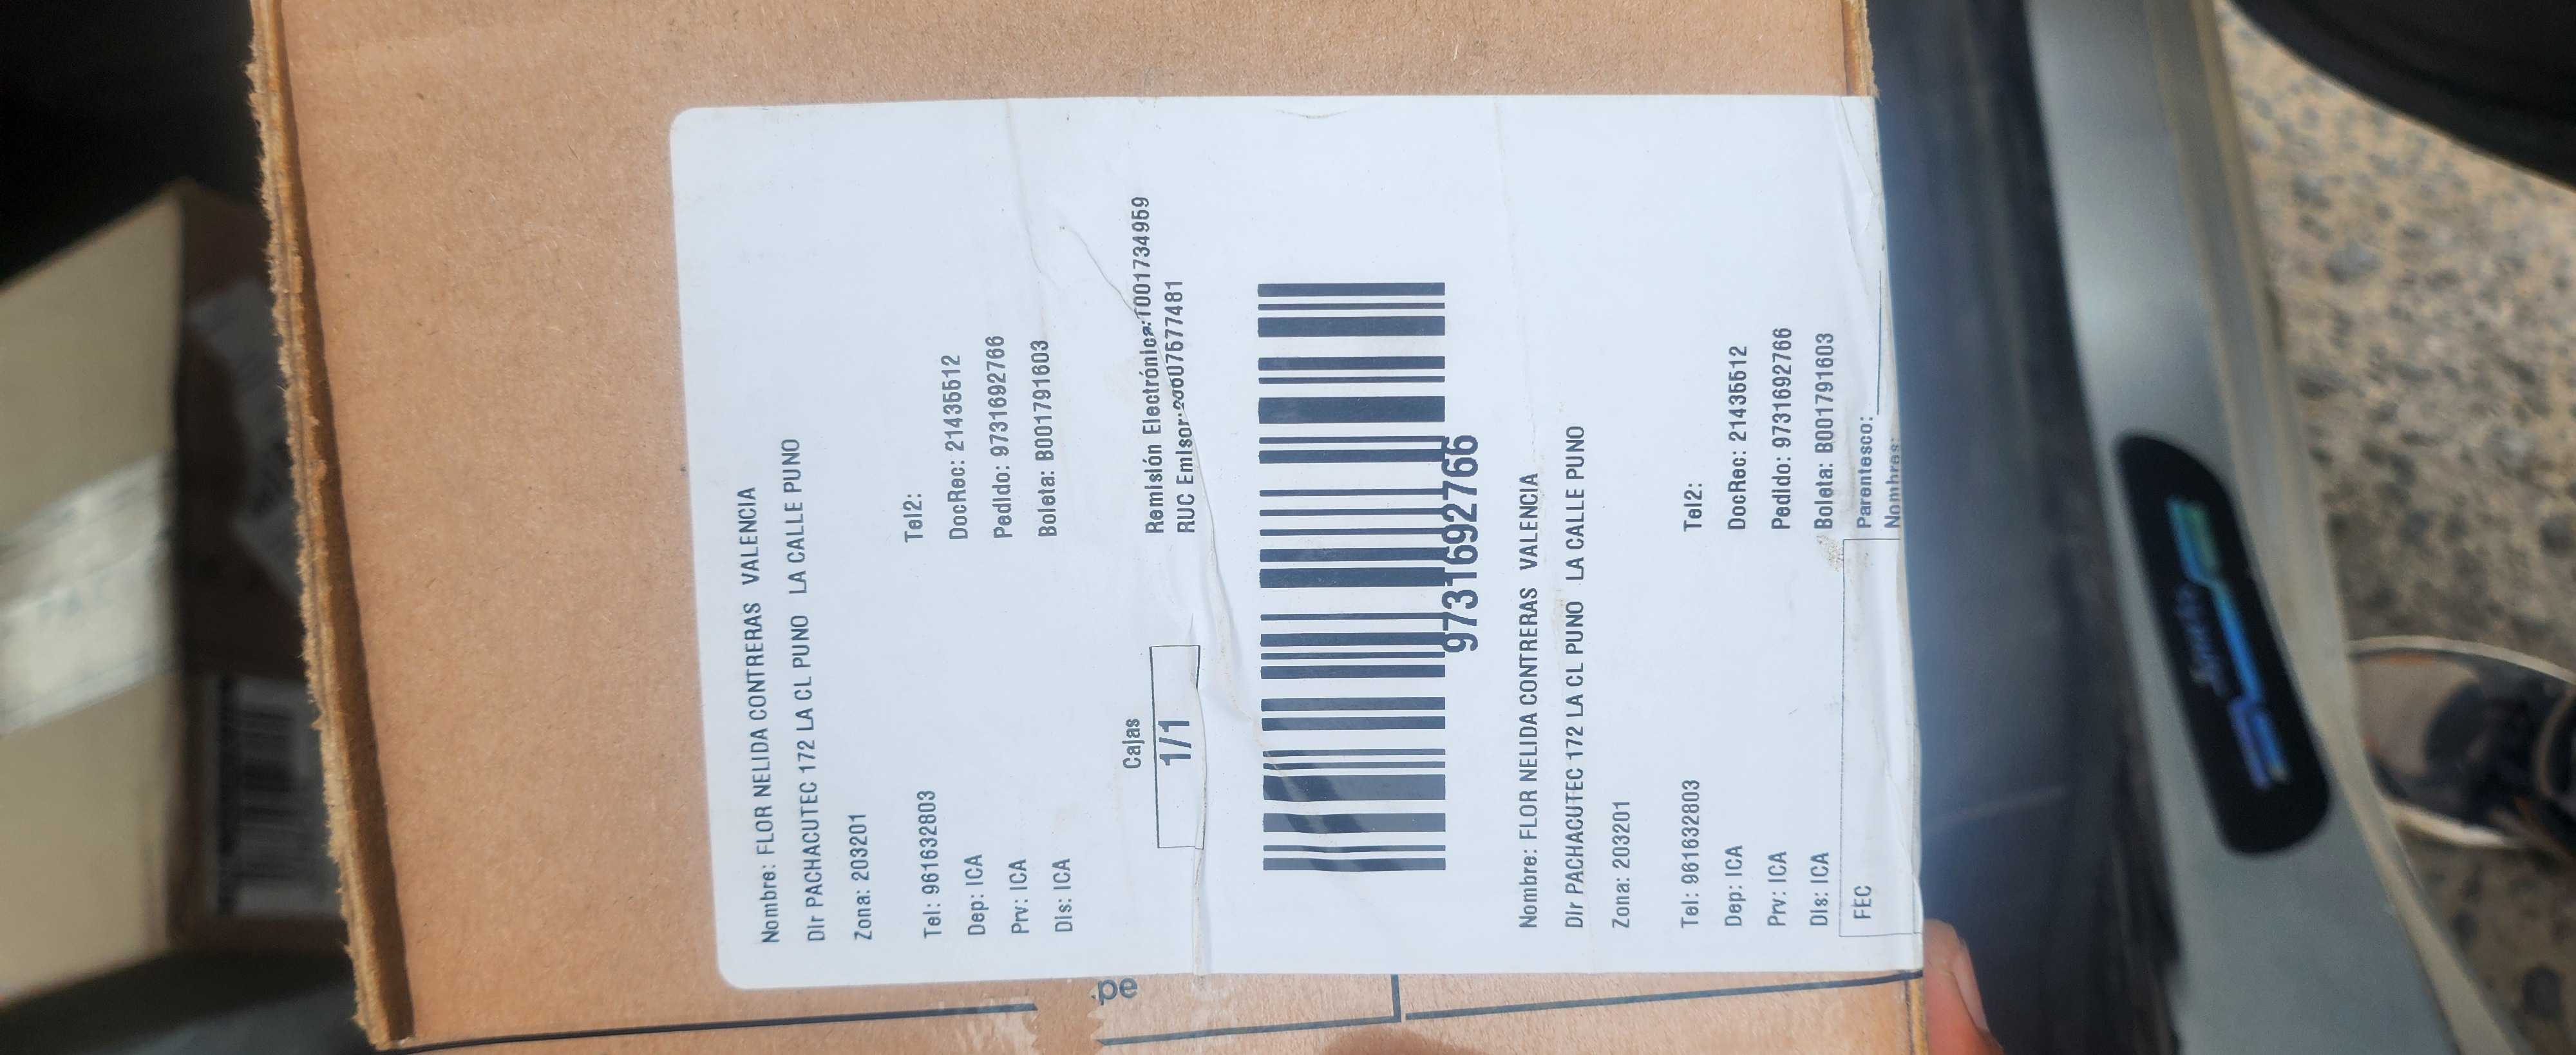 Nombre: FLOR NELIDA CONTRERAS VALENCIA
Dir PACHACUTEC 172 LA CL PUNO LA CALLE PUNO
Zona: 203201
Tel: 961632803 Tel2:
Dep: ICA DocRec: 21435512
Prv: ICA Pedido: 9731692766
Dis: ICA Boleta: B001791603
Cajas
1/1
Remisión Electrónica:T001734959
RUC Emisor:20607577481
9731692766
Nombre: FLOR NELIDA CONTRERAS VALENCIA
Dir PACHACUTEC 172 LA CL PUNO LA CALLE PUNO
Zona: 203201
Tel: 961632803 Tel2:
Dep: ICA DocRec: 21435512
Prv: ICA Pedido: 9731692766
Dis: ICA Boleta: B001791603
FEC Parentesco:
Nombres: